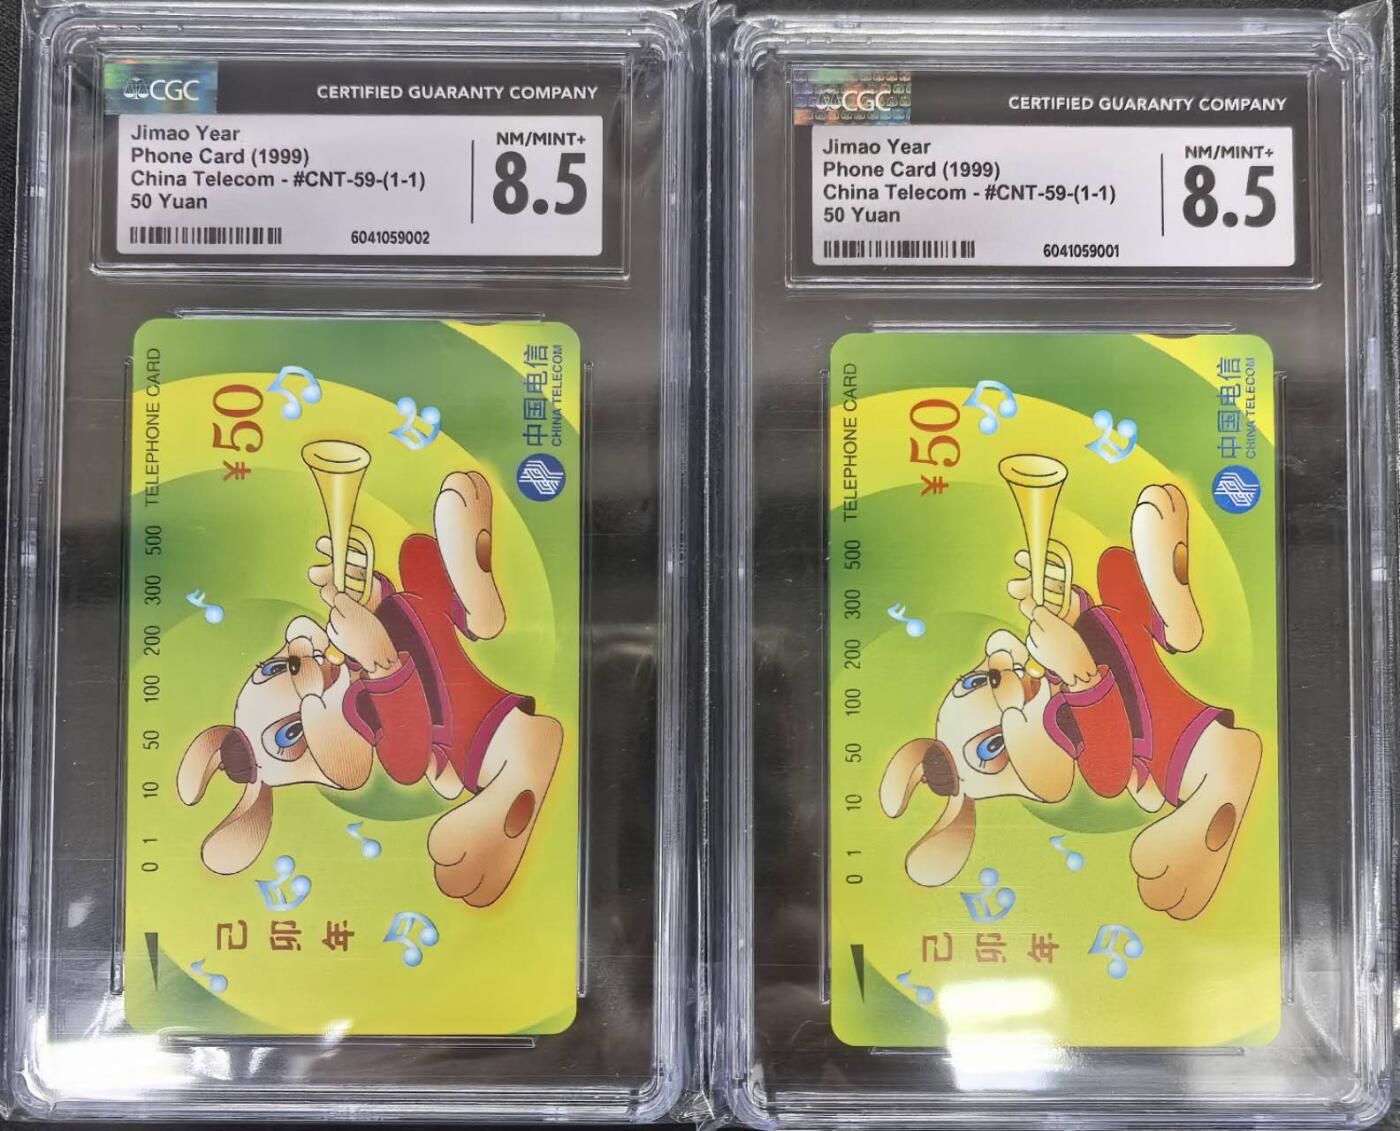 CGC
CERTIFIED GUARANTY COMPANY
Jimao Year
Phone Card (1999)
China Telecom - #CNT-59-(1-1)
50 Yuan
NM/MINT+
8.5
6041059002
TELEPHONE CARD
¥50
中国电信
CHINA TELECOM
0 1 10 50 100 200 300 500
己卯年
CGC
CERTIFIED GUARANTY COMPANY
Jimao Year
Phone Card (1999)
China Telecom - #CNT-59-(1-1)
50 Yuan
NM/MINT+
8.5
6041059001
TELEPHONE CARD
¥50
中国电信
CHINA TELECOM
0 1 10 50 100 200 300 500
己卯年